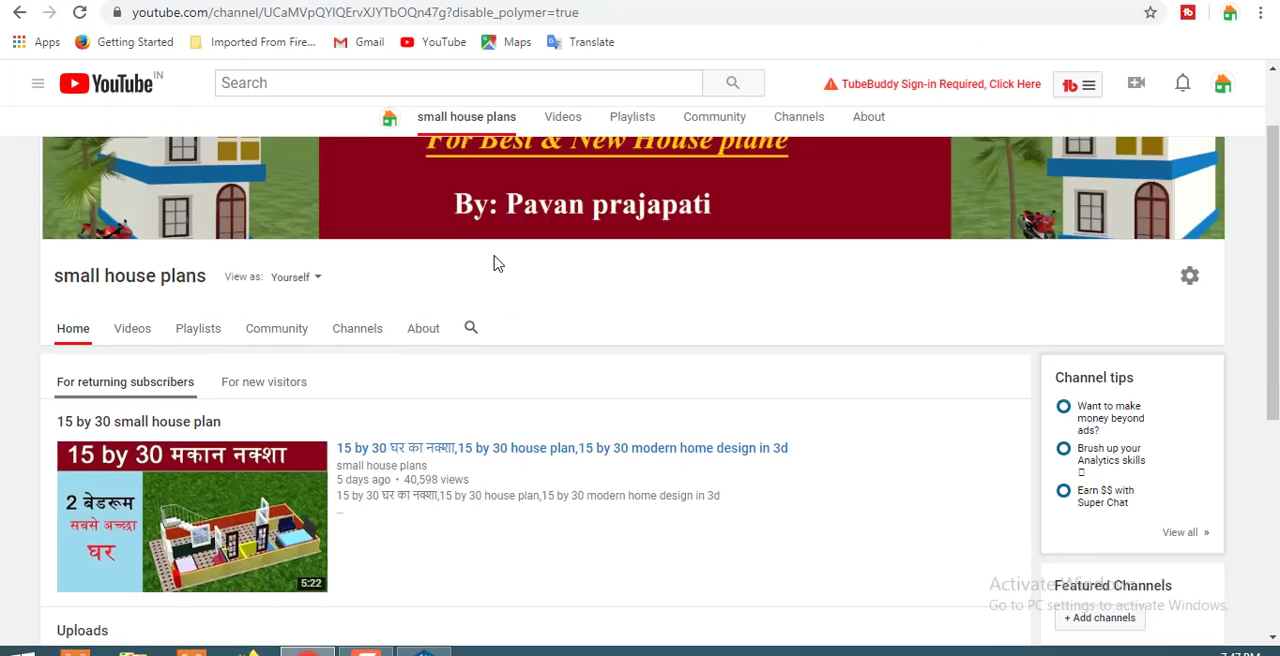 youtube.com/channel/UCaMVpQYlQErvXJYTbOQn47g?disable_polymer=true
Apps Getting Started Imported From Fire... Gmail YouTube Maps Translate
YouTube IN Search TubeBuddy Sign-in Required, Click Here
small house plans Videos Playlists Community Channels About
For Best & New House plane
By: Pavan prajapati
small house plans View as: Yourself
Home Videos Playlists Community Channels About
For returning subscribers For new visitors
15 by 30 small house plan
15 by 30 मकान नक्शा
2 बेडरूम
सबसे अच्छा
घर
5:22
15 by 30 घर का नक्शा,15 by 30 house plan,15 by 30 modern home design in 3d
small house plans
5 days ago • 40,598 views
15 by 30 घर का नक्शा,15 by 30 house plan,15 by 30 modern home design in 3d
...
Uploads
Channel tips
Want to make
money beyond
ads?
Brush up your
Analytics skills
Earn $$ with
Super Chat
View all »
Featured Channels
+ Add channels
Activate Windows
Go to PC settings to activate Windows.